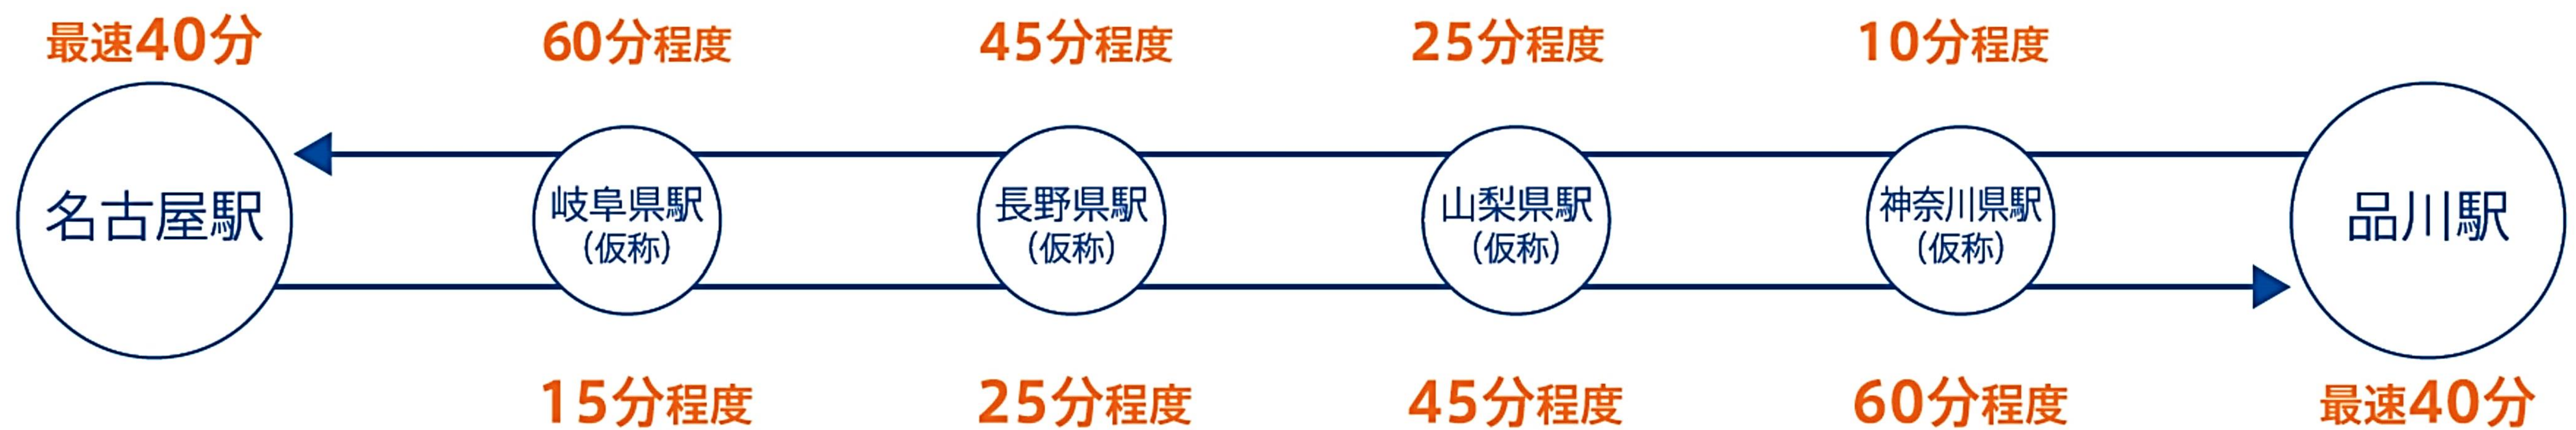 最速40分
60分程度
45分程度
25分程度
10分程度
名古屋駅
岐阜県駅
(仮称)
長野県駅
(仮称)
山梨県駅
(仮称)
神奈川県駅
(仮称)
品川駅
15分程度
25分程度
45分程度
60分程度
最速40分